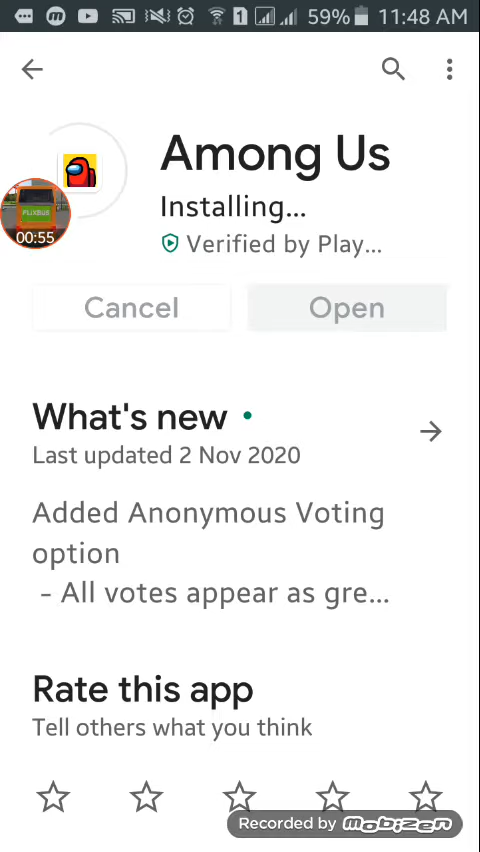 1 59% 11:48 AM
Among Us
Installing...
Verified by Play...
FLiXBUS
00:55
Cancel Open
What's new •
Last updated 2 Nov 2020
Added Anonymous Voting
option
- All votes appear as gre...
Rate this app
Tell others what you think
Recorded by mobizen